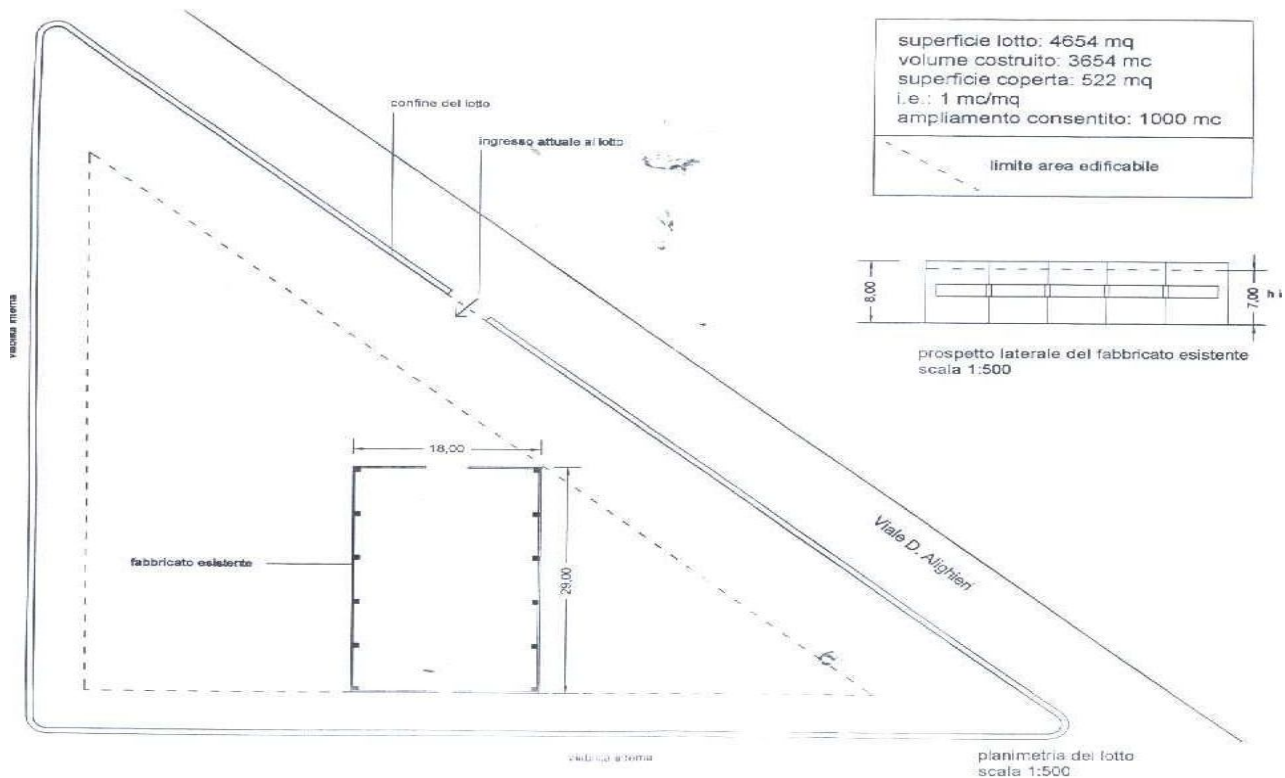 superficie lotto: 4654 mq
volume costruito: 3654 mc
superficie coperta: 522 mq
i.e.: 1 mc/mq
ampliamento consentito: 1000 mc
limite area edificabile
confine del lotto
ingresso attuale al lotto
8,00
7,00
h i
prospetto laterale del fabbricato esistente
scala 1:500
18,00
29,00
fabbricato esistente
Viale D. Alighieri
planimetria del lotto
scala 1:500